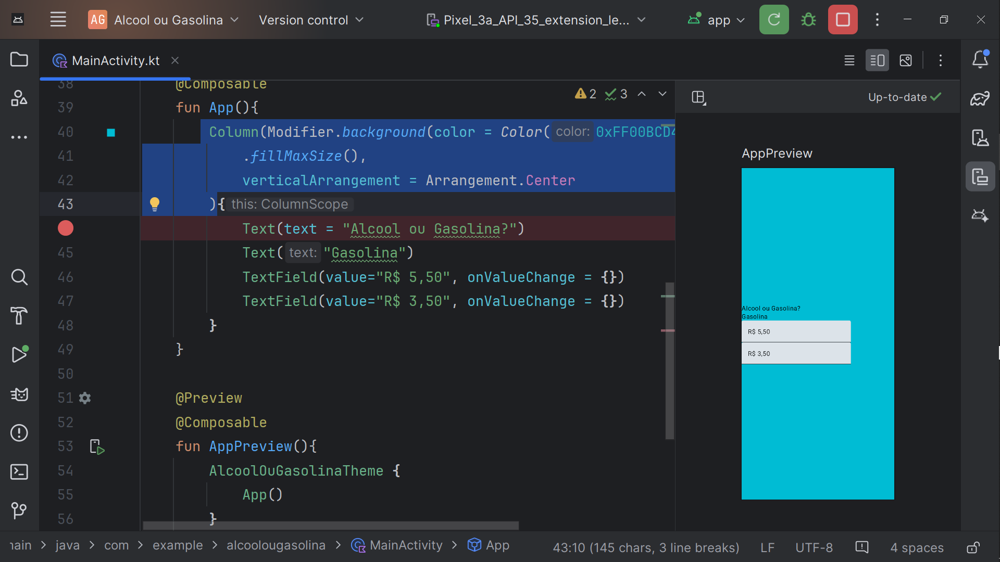 AG Alcool ou Gasolina Version control Pixel_3a_API_35_extension_le... app
MainActivity.kt
38 @Composable
39 fun App(){
40 Column(Modifier.background(color = Color( color: 0xFF00BCD4
41 .fillMaxSize(),
42 verticalArrangement = Arrangement.Center
43 ){ this: ColumnScope
Text(text = "Alcool ou Gasolina?")
45 Text( text: "Gasolina")
46 TextField(value="R$ 5,50", onValueChange = {})
47 TextField(value="R$ 3,50", onValueChange = {})
48 }
49 }
50
51 @Preview
52 @Composable
53 fun AppPreview(){
54 AlcoolOuGasolinaTheme {
55 App()
56 }
2 3
Up-to-date
AppPreview
Alcool ou Gasolina?
Gasolina
R$ 5,50
R$ 3,50
ain > java > com > example > alcoolougasolina > MainActivity > App 43:10 (145 chars, 3 line breaks) LF UTF-8 4 spaces